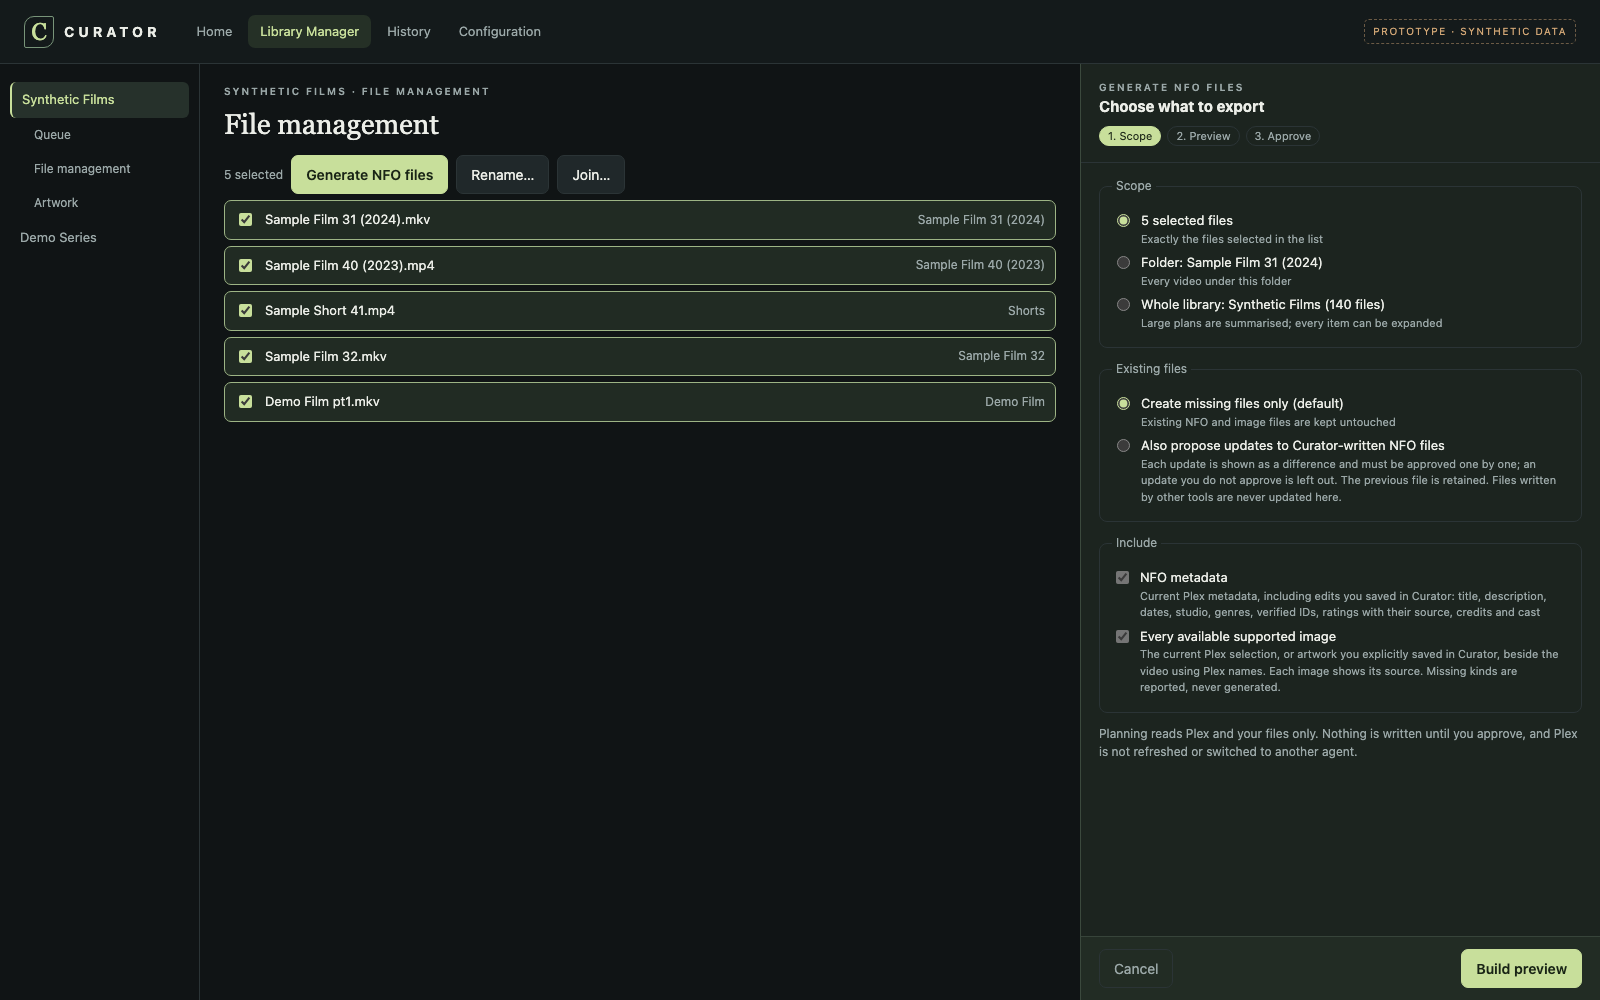 C CURATOR
Home
Library Manager
History
Configuration
PROTOTYPE · SYNTHETIC DATA
Synthetic Films
Queue
File management
Artwork
Demo Series
SYNTHETIC FILMS · FILE MANAGEMENT
File management
5 selected
Generate NFO files
Rename...
Join...
Sample Film 31 (2024).mkv
Sample Film 31 (2024)
Sample Film 40 (2023).mp4
Sample Film 40 (2023)
Sample Short 41.mp4
Shorts
Sample Film 32.mkv
Sample Film 32
Demo Film pt1.mkv
Demo Film
GENERATE NFO FILES
Choose what to export
1. Scope
2. Preview
3. Approve
Scope
5 selected files
Exactly the files selected in the list
Folder: Sample Film 31 (2024)
Every video under this folder
Whole library: Synthetic Films (140 files)
Large plans are summarised; every item can be expanded
Existing files
Create missing files only (default)
Existing NFO and image files are kept untouched
Also propose updates to Curator-written NFO files
Each update is shown as a difference and must be approved one by one; an
update you do not approve is left out. The previous file is retained. Files written
by other tools are never updated here.
Include
NFO metadata
Current Plex metadata, including edits you saved in Curator: title, description,
dates, studio, genres, verified IDs, ratings with their source, credits and cast
Every available supported image
The current Plex selection, or artwork you explicitly saved in Curator, beside the
video using Plex names. Each image shows its source. Missing kinds are
reported, never generated.
Planning reads Plex and your files only. Nothing is written until you approve, and Plex
is not refreshed or switched to another agent.
Cancel
Build preview